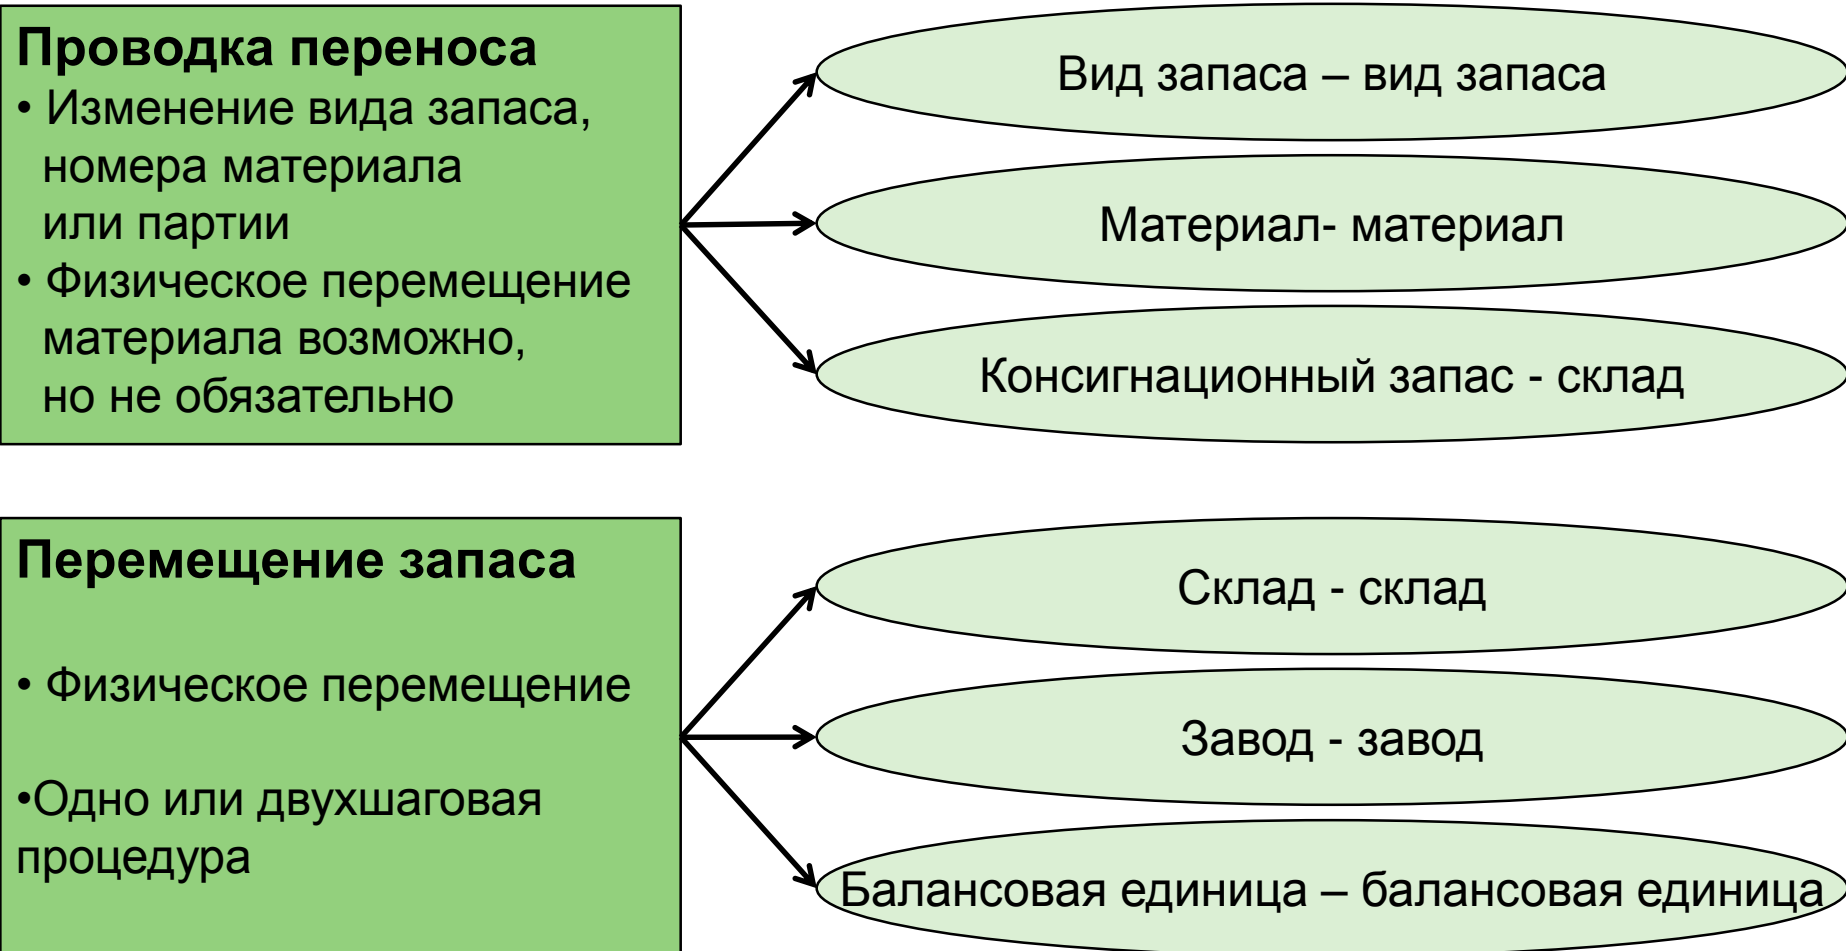 Проводка переноса
• Изменение вида запаса,
номера материала
или партии
• Физическое перемещение
материала возможно,
но не обязательно
Вид запаса – вид запаса
Материал- материал
Консигнационный запас - склад
Перемещение запаса
• Физическое перемещение
•Одно или двухшаговая
процедура
Склад - склад
Завод - завод
Балансовая единица – балансовая единица